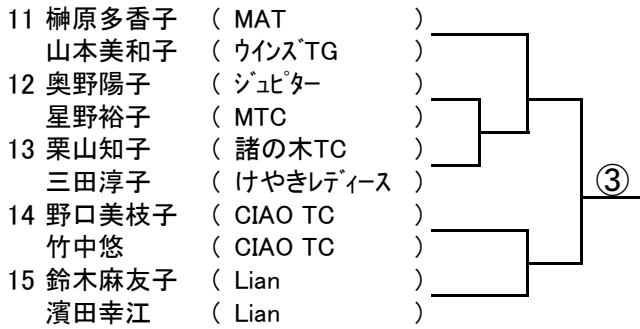 11 榊原多香子 ( MAT )
山本美和子 ( ウインズTG )
12 奥野陽子 ( ジュピター )
星野裕子 ( MTC )
13 栗山知子 ( 諸の木TC )
三田淳子 ( けやきレディース )
③
14 野口美枝子 ( CIAO TC )
竹中悠 ( CIAO TC )
15 鈴木麻友子 ( Lian )
濱田幸江 ( Lian )